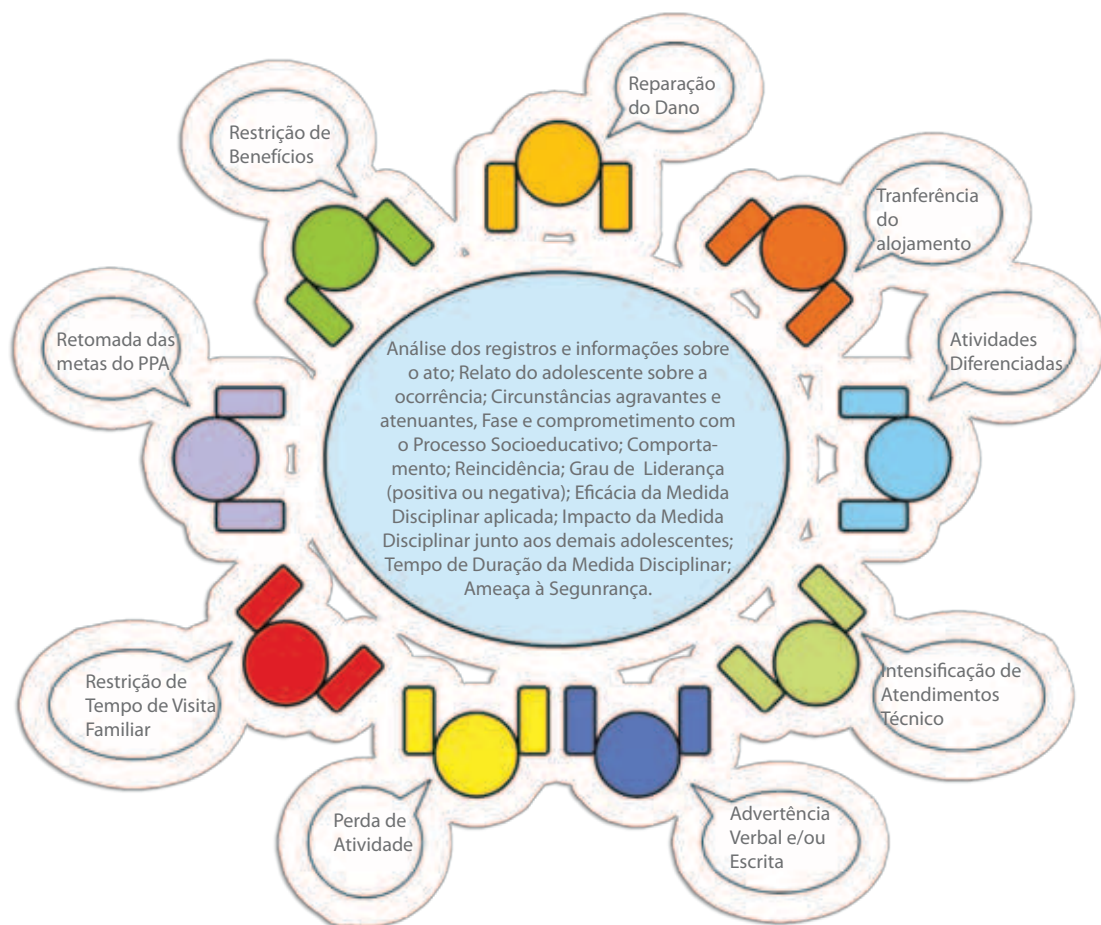 Reparação
do Dano
Restrição de
Benefícios
Tranferência
do
alojamento
Retomada das
metas do PPA
Atividades
Diferenciadas
Análise dos registros e informações sobre
o ato; Relato do adolescente sobre a
ocorrência; Circunstâncias agravantes e
atenuantes, Fase e comprometimento com
o Processo Socioeducativo; Comporta-
mento; Reincidência; Grau de Liderança
(positiva ou negativa); Eficácia da Medida
Disciplinar aplicada; Impacto da Medida
Disciplinar junto aos demais adolescentes;
Tempo de Duração da Medida Disciplinar;
Ameaça à Segunrança.
Restrição de
Tempo de Visita
Familiar
Intensificação de
Atendimentos
Técnico
Perda de
Atividade
Advertência
Verbal e/ou
Escrita